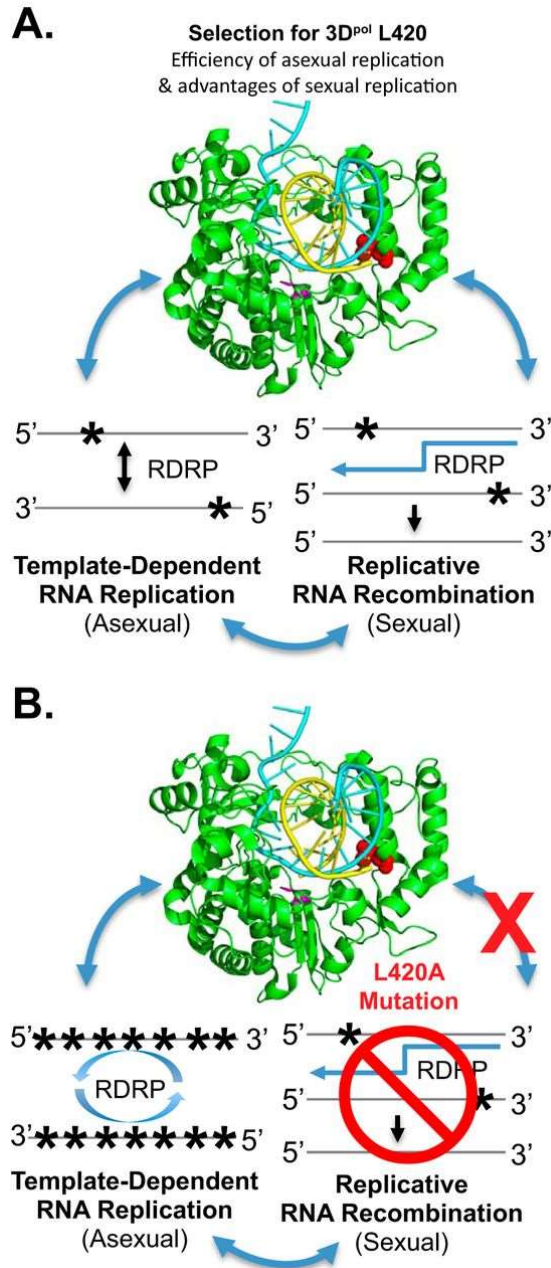 A.
Selection for 3Dpol L420
Efficiency of asexual replication
& advantages of sexual replication
5’ * 3’
RDRP
3’ * 5’
Template-Dependent
RNA Replication
(Asexual)
5’ * 3’
RDRP
5’ * 3’
5’ 3’
Replicative
RNA Recombination
(Sexual)
B.
X
L420A
Mutation
5’ ******* 3’
RDRP
3’ ******* 5’
Template-Dependent
RNA Replication
(Asexual)
5’ * 3’
RDRP
5’ * 3’
5’ 3’
Replicative
RNA Recombination
(Sexual)